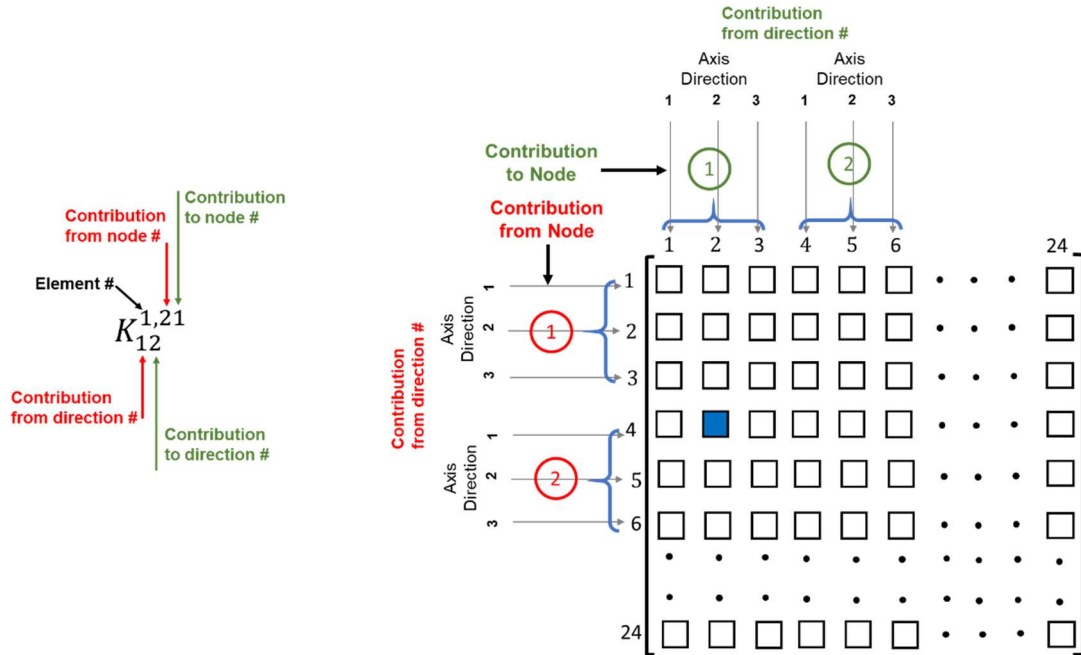 Contribution
from direction #
Axis
Direction
Axis
Direction
1 2 3 1 2 3
Contribution
to Node
1
2
Contribution
from Node
1 2 3 4 5 6 24
Contribution
to node #
Contribution
from node #
Element #
K 1,21 12
Contribution
from direction #
Contribution
to direction #
Contribution
from direction #
Axis
Direction
1
2
3
1
1
2
3
Axis
Direction
1
2
3
2
4
5
6
24